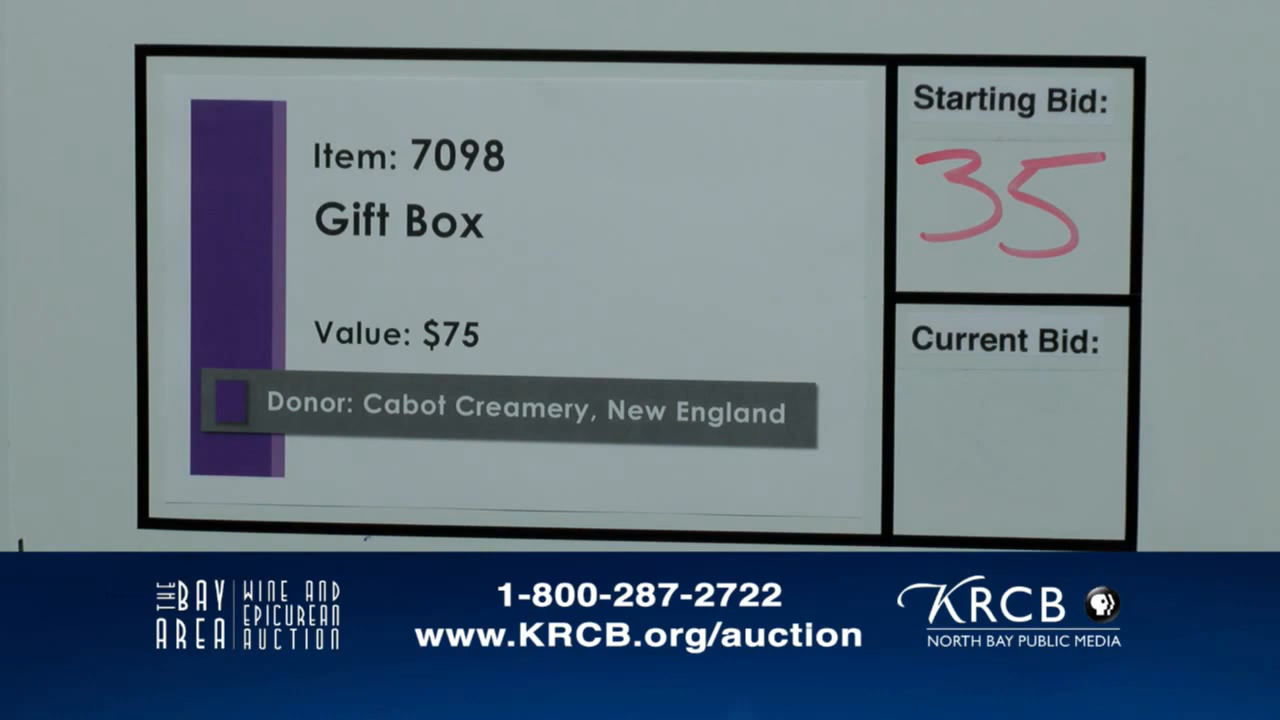 Item: 7098
Gift Box
Value: $75
Donor: Cabot Creamery, New England
Starting Bid:
35
Current Bid:
THE BAY AREA
WINE AND EPICUREAN AUCTION
1-800-287-2722
www.KRCB.org/auction
KRCB
NORTH BAY PUBLIC MEDIA